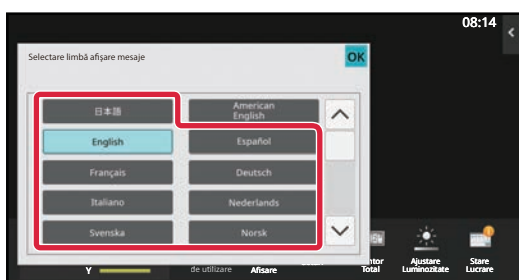 08:14
Selectare limbă afişare mesaje
OK
日本語
American
English
English
Español
Français
Deutsch
Italiano
Nederlands
Svenska
Norsk
Y
de utilizare
Afisare
Total
Ajustare
Luminozitate
Stare
Lucrare